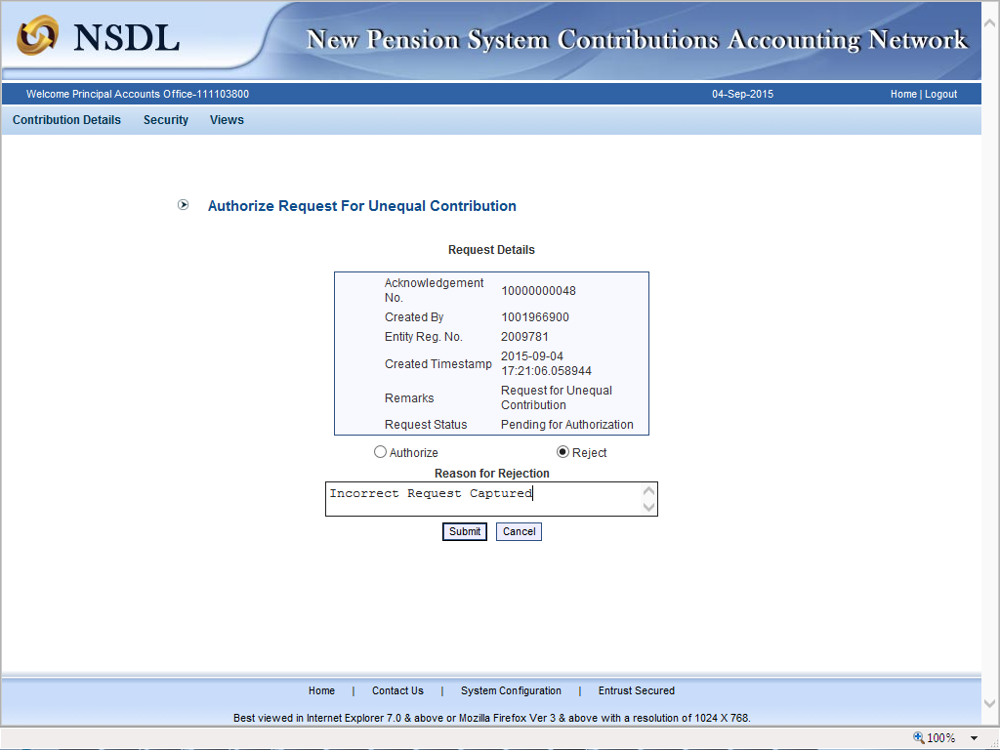 NSDL
New Pension System Contributions Accounting Network
Welcome Principal Accounts Office-111103800
04-Sep-2015
Home | Logout
Contribution Details
Security
Views
Authorize Request For Unequal Contribution
Request Details
Acknowledgement
No.
10000000048
Created By
1001966900
Entity Reg. No.
2009781
Created Timestamp
2015-09-04
17:21:06.058944
Remarks
Request for Unequal
Contribution
Request Status
Pending for Authorization
Authorize
Reject
Reason for Rejection
Incorrect Request Captured
Submit
Cancel
Home | Contact Us | System Configuration | Entrust Secured
Best viewed in Internet Explorer 7.0 & above or Mozilla Firefox Ver 3 & above with a resolution of 1024 X 768.
100%